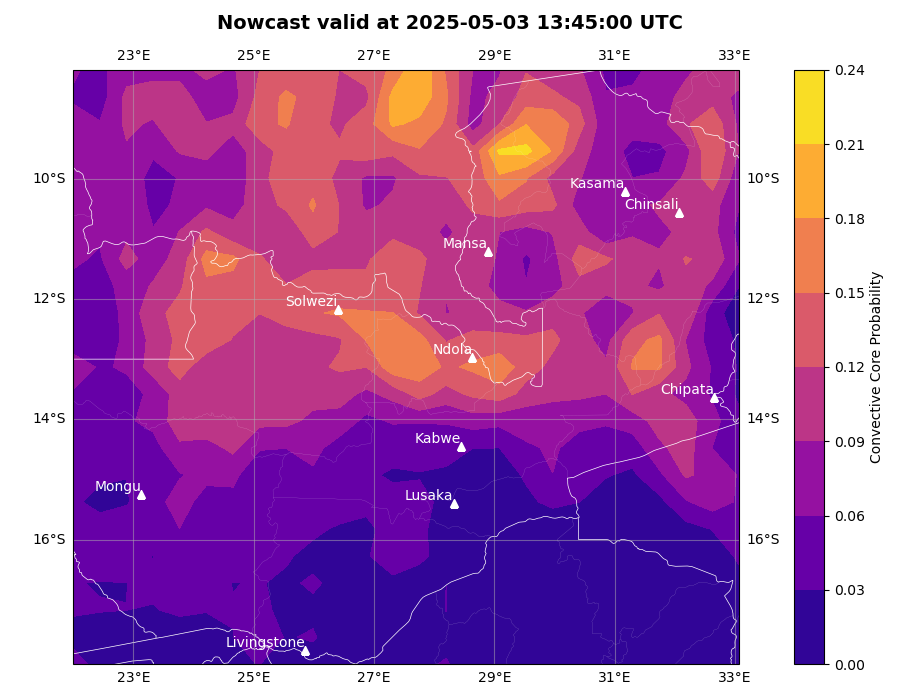 Nowcast valid at 2025-05-03 13:45:00 UTC
23°E 25°E 27°E 29°E 31°E 33°E
0.24
0.21
10°S Kasama 10°S
Chinsali
0.18
Mansa
0.15
12°S Solwezi 12°S
0.12
Ndola
Chipata
14°S 14°S
0.09
Kabwe
Mongu
Lusaka
0.06
16°S 16°S
0.03
Livingstone
0.00
23°E 25°E 27°E 29°E 31°E 33°E
Convective Core Probability